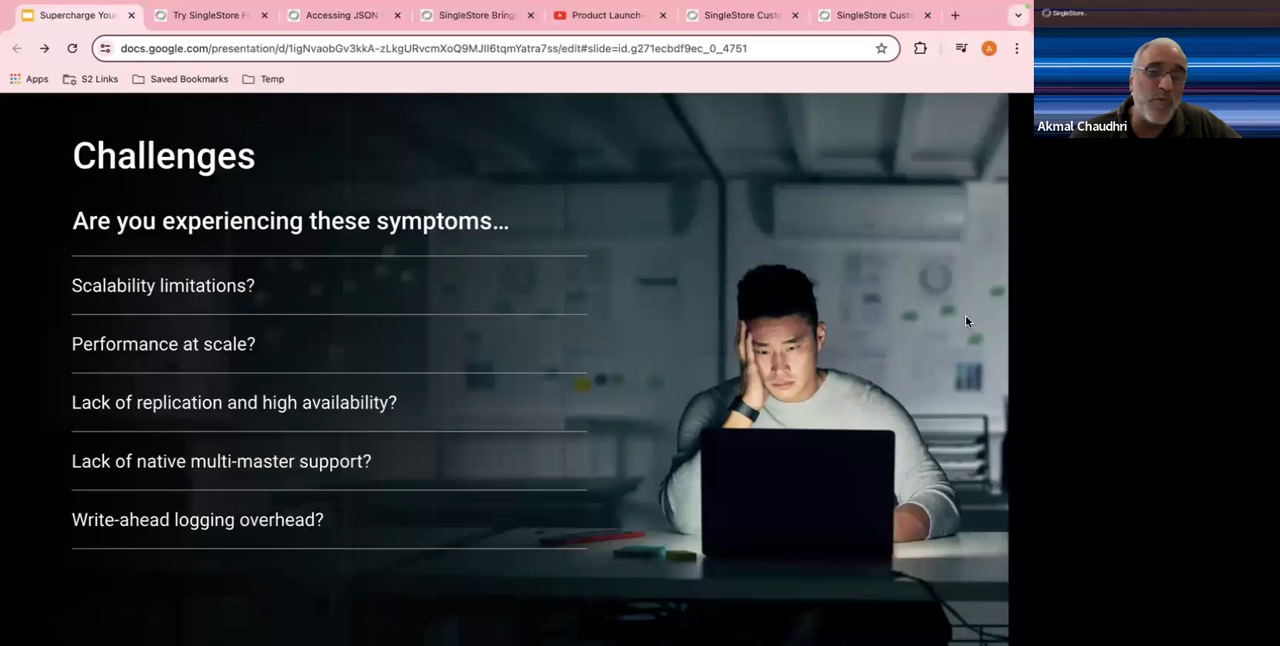 Supercharge You
Try SingleStore F
Accessing JSON
SingleStore Bring
Product Launch-
SingleStore Cust
SingleStore Cust
docs.google.com/presentation/d/1igNvaobGv3kkA-zLkgURvcmXoQ9MJII6tqmYatra7ss/edit#slide=id.g271ecbdf9ec_0_4751
A
Apps
S2 Links
Saved Bookmarks
Temp
SingleStore
Akmal Chaudhri
Challenges
Are you experiencing these symptoms...
Scalability limitations?
Performance at scale?
Lack of replication and high availability?
Lack of native multi-master support?
Write-ahead logging overhead?